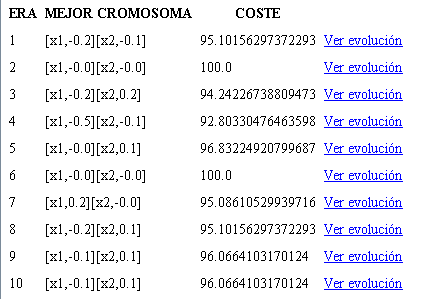 ERA MEJOR CROMOSOMA COSTE
1 [x1,-0.2][x2,-0.1] 95.10156297372293 Ver evolución
2 [x1,-0.0][x2,-0.0] 100.0 Ver evolución
3 [x1,-0.2][x2,0.2] 94.24226738809473 Ver evolución
4 [x1,-0.5][x2,-0.1] 92.80330476463598 Ver evolución
5 [x1,-0.0][x2,0.1] 96.83224920799687 Ver evolución
6 [x1,-0.0][x2,-0.0] 100.0 Ver evolución
7 [x1,0.2][x2,-0.0] 95.08610529939716 Ver evolución
8 [x1,-0.2][x2,0.1] 95.10156297372293 Ver evolución
9 [x1,-0.1][x2,0.1] 96.0664103170124 Ver evolución
10 [x1,-0.1][x2,0.1] 96.0664103170124 Ver evolución